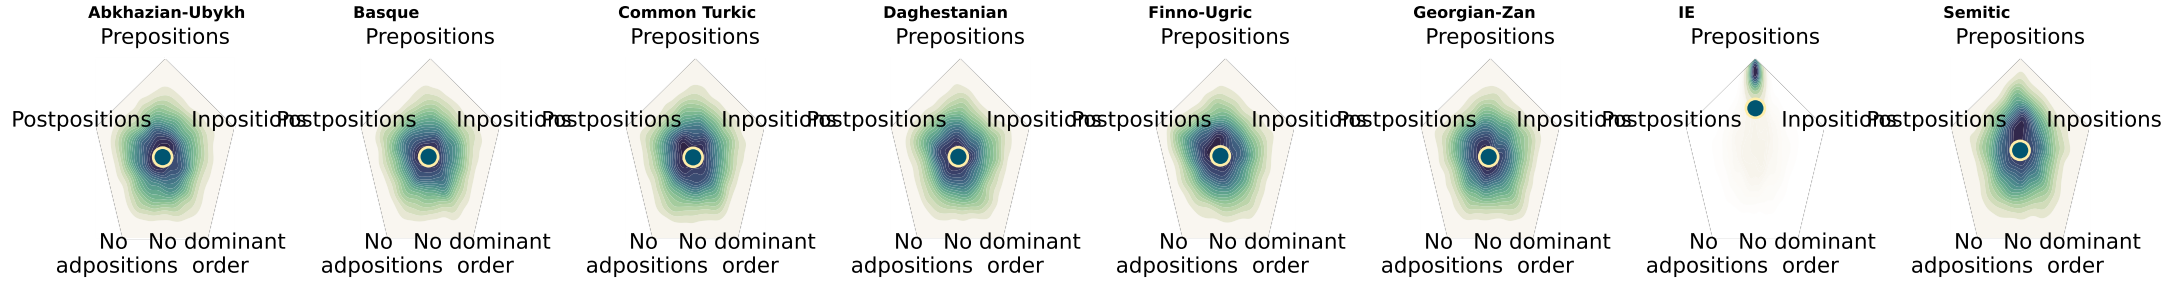 Abkhazian-Ubykh
Prepositions
Postpositions
Inpositions
No adpositions
No dominant order
Basque
Prepositions
Postpositions
Inpositions
No adpositions
No dominant order
Common Turkic
Prepositions
Postpositions
Inpositions
No adpositions
No dominant order
Daghestanian
Prepositions
Postpositions
Inpositions
No adpositions
No dominant order
Finno-Ugric
Prepositions
Postpositions
Inpositions
No adpositions
No dominant order
Georgian-Zan
Prepositions
Postpositions
Inpositions
No adpositions
No dominant order
IE
Prepositions
Postpositions
Inpositions
No adpositions
No dominant order
Semitic
Prepositions
Postpositions
Inpositions
No adpositions
No dominant order